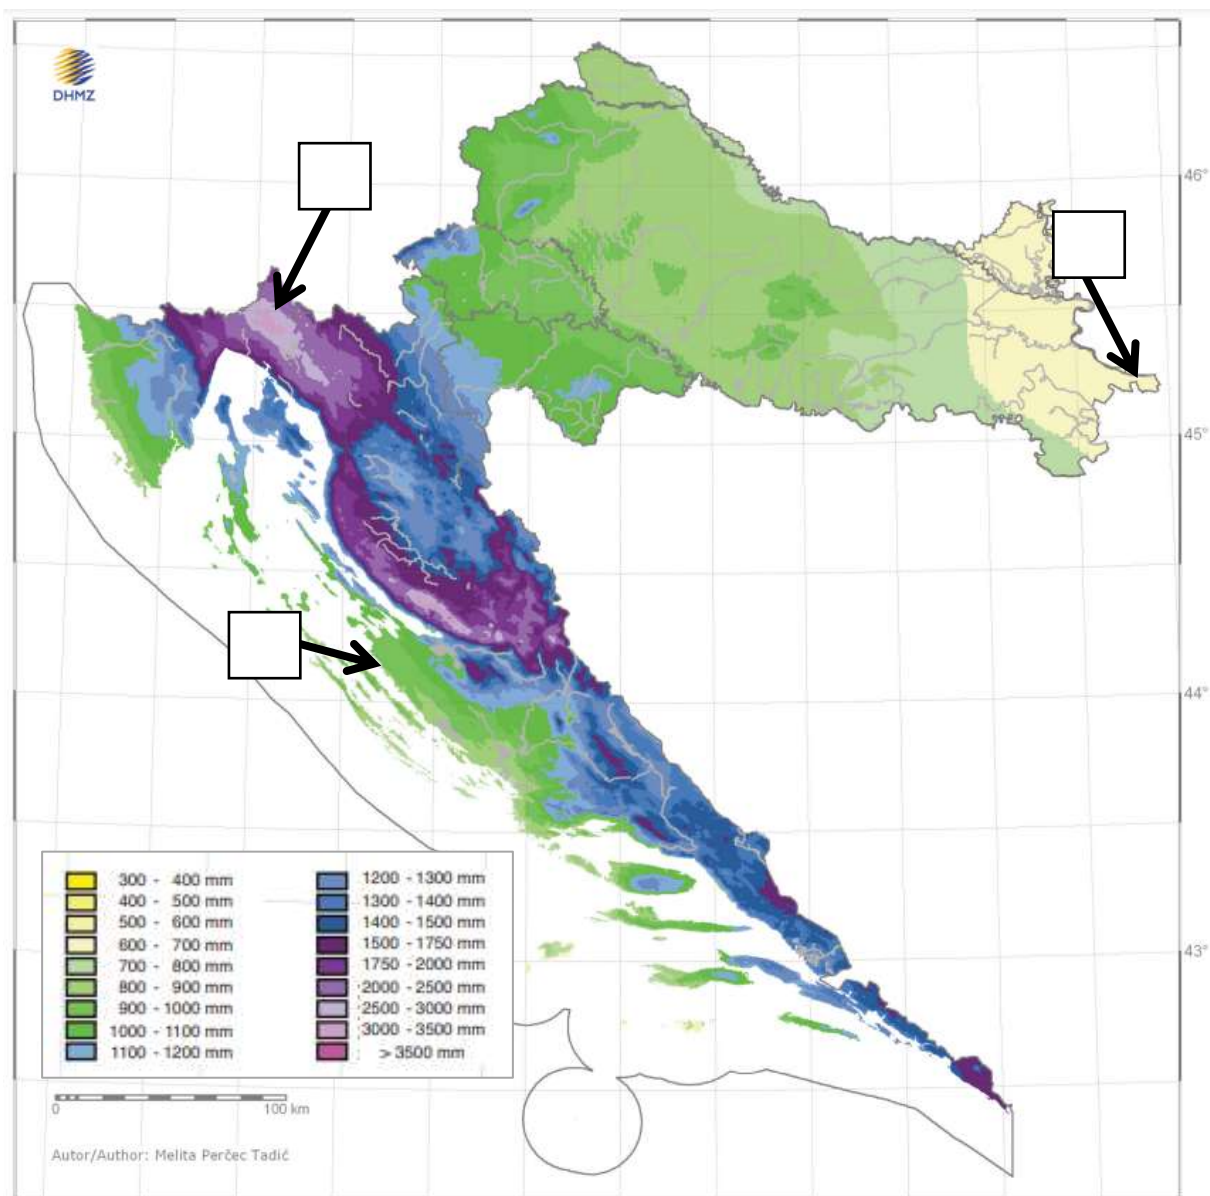 DHMZ
46°
45°
44°
43°
300 - 400 mm
400 - 500 mm
500 - 600 mm
600 - 700 mm
700 - 800 mm
800 - 900 mm
900 - 1000 mm
1000 - 1100 mm
1100 - 1200 mm
1200 - 1300 mm
1300 - 1400 mm
1400 - 1500 mm
1500 - 1750 mm
1750 - 2000 mm
2000 - 2500 mm
2500 - 3000 mm
3000 - 3500 mm
> 3500 mm
0 100 km
Autor/Author: Melita Perčec Tadić